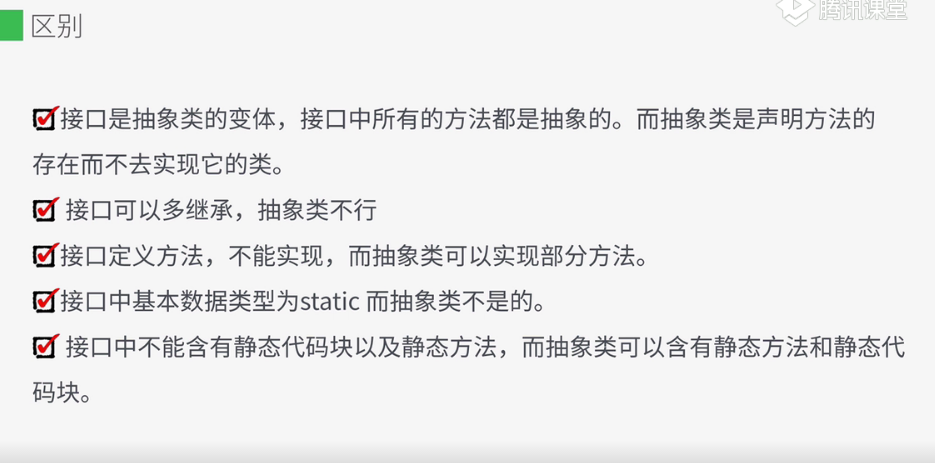 腾讯课堂
区别
接口是抽象类的变体，接口中所有的方法都是抽象的。而抽象类是声明方法的
存在而不去实现它的类。
接口可以多继承，抽象类不行
接口定义方法，不能实现，而抽象类可以实现部分方法。
接口中基本数据类型为static 而抽象类不是的。
接口中不能含有静态代码块以及静态方法，而抽象类可以含有静态方法和静态代
码块。